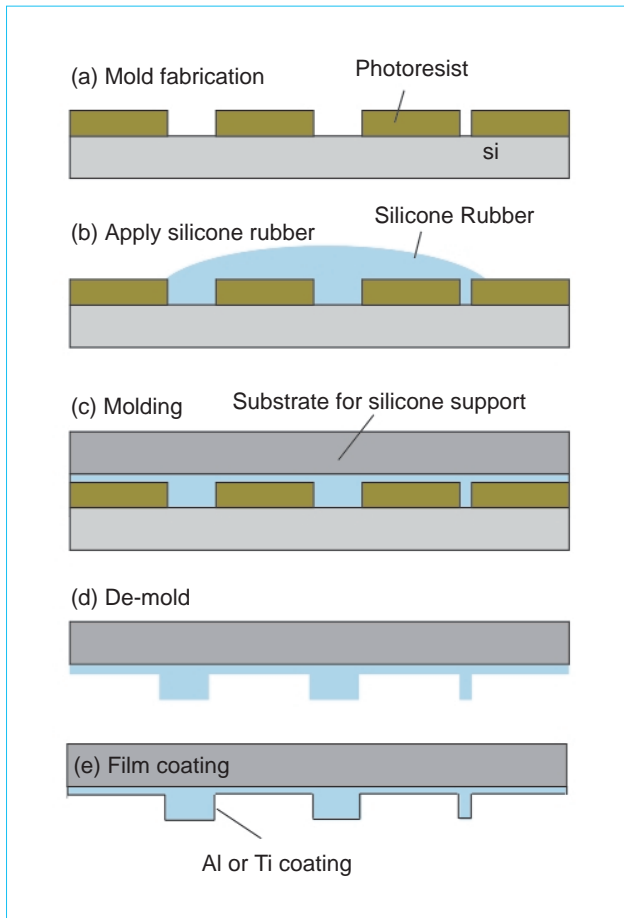 (a) Mold fabrication
Photoresist
si
(b) Apply silicone rubber
Silicone Rubber
(c) Molding
Substrate for silicone support
(d) De-mold
(e) Film coating
Al or Ti coating